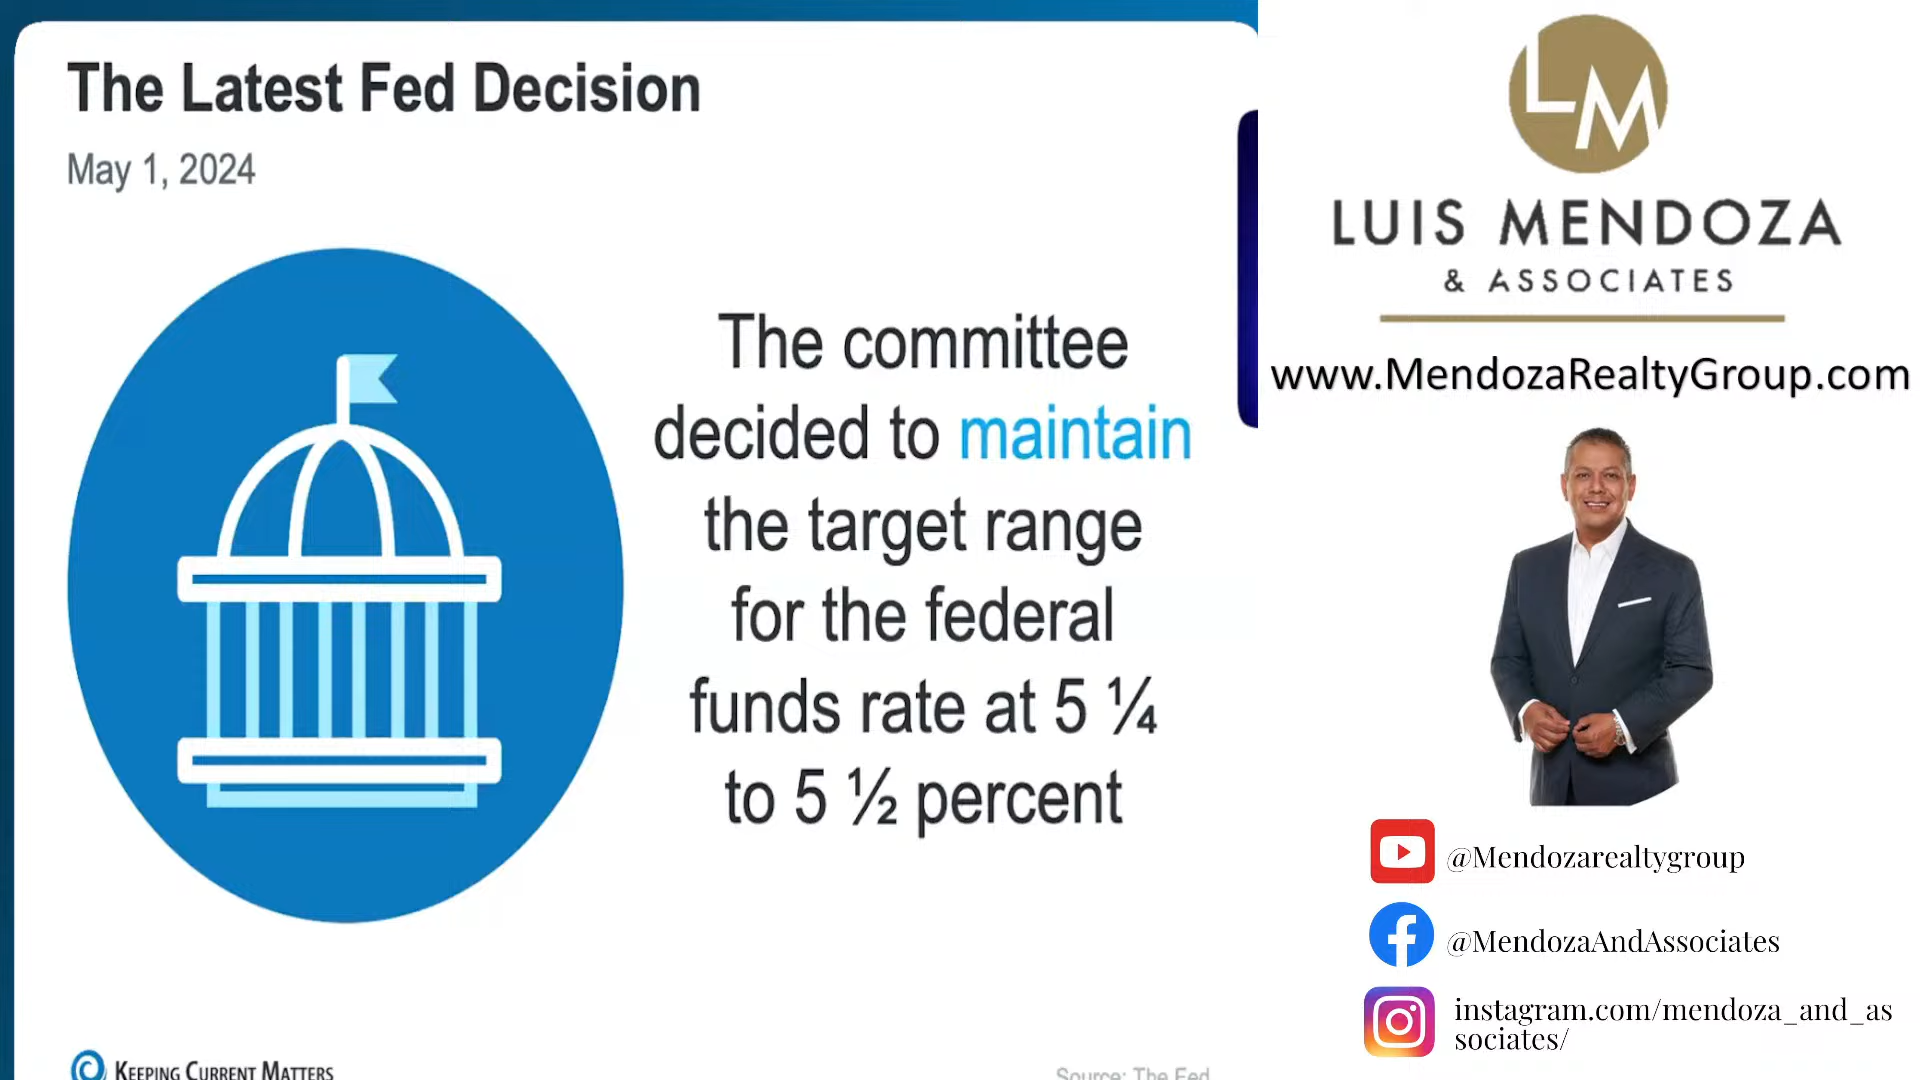 The Latest Fed Decision
May 1, 2024
The committee
decided to maintain
the target range
for the federal
funds rate at 5 ¼
to 5 ½ percent
KEEPING CURRENT MATTERS
Source: The Fed
LM
LUIS MENDOZA
& ASSOCIATES
www.MendozaRealtyGroup.com
@Mendozarealtygroup
@MendozaAndAssociates
instagram.com/mendoza_and_as
sociates/